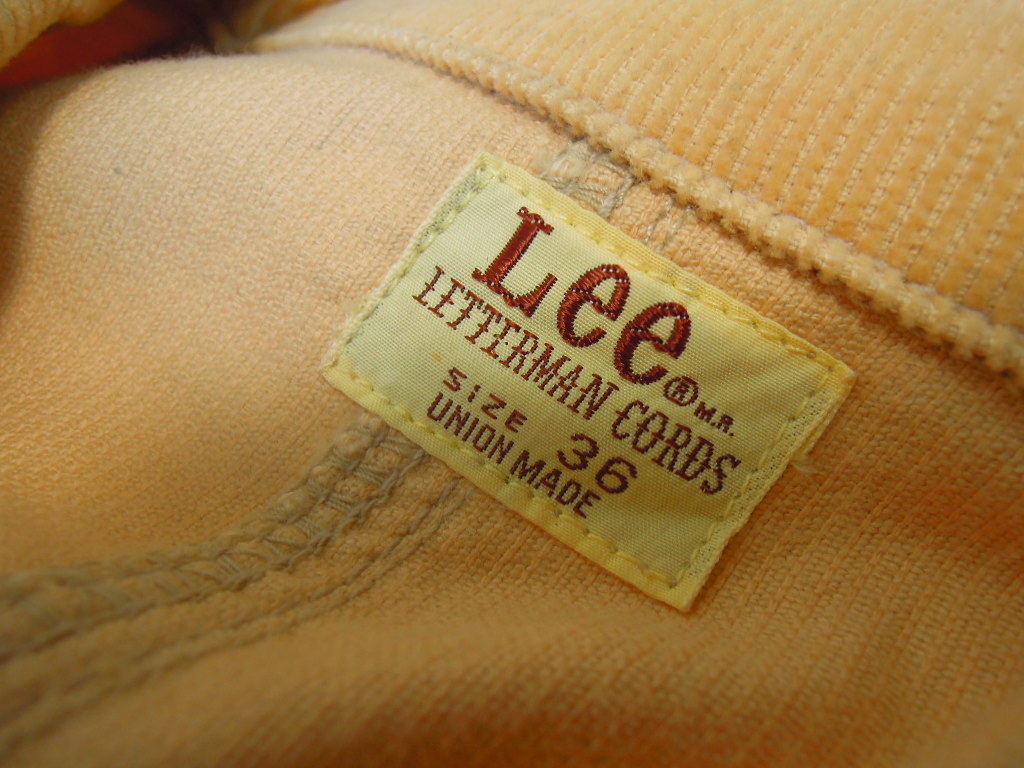 Lee® M.R.
LETTERMAN CORDS
SIZE 36
UNION MADE